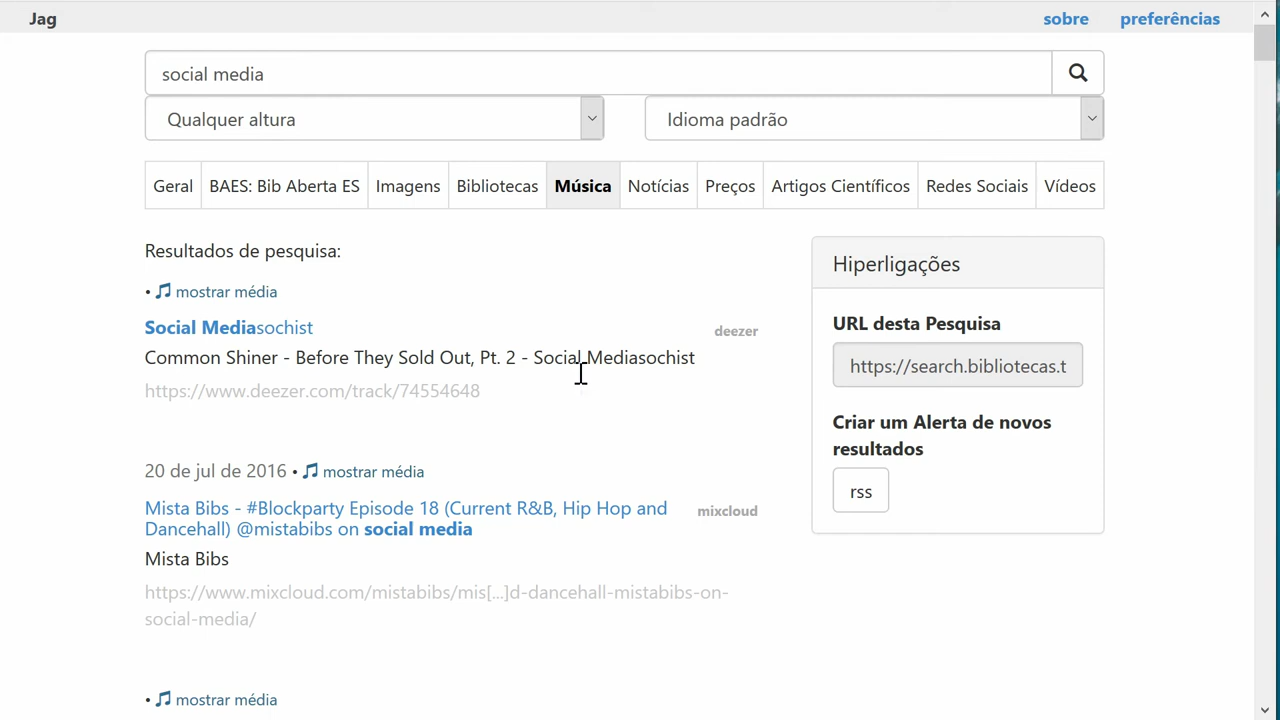 Jag
sobre preferências
social media
Qualquer altura Idioma padrão
Geral BAES: Bib Aberta ES Imagens Bibliotecas Música Notícias Preços Artigos Científicos Redes Sociais Vídeos
Resultados de pesquisa:
• mostrar média
Social Mediasochist
deezer
Common Shiner - Before They Sold Out, Pt. 2 - Social Mediasochist
https://www.deezer.com/track/74554648
20 de jul de 2016 • mostrar média
Mista Bibs - #Blockparty Episode 18 (Current R&B, Hip Hop and
Dancehall) @mistabibs on social media
mixcloud
Mista Bibs
https://www.mixcloud.com/mistabibs/mis[...]d-dancehall-mistabibs-on-
social-media/
• mostrar média
Hiperligações
URL desta Pesquisa
https://search.bibliotecas.t
Criar um Alerta de novos
resultados
rss